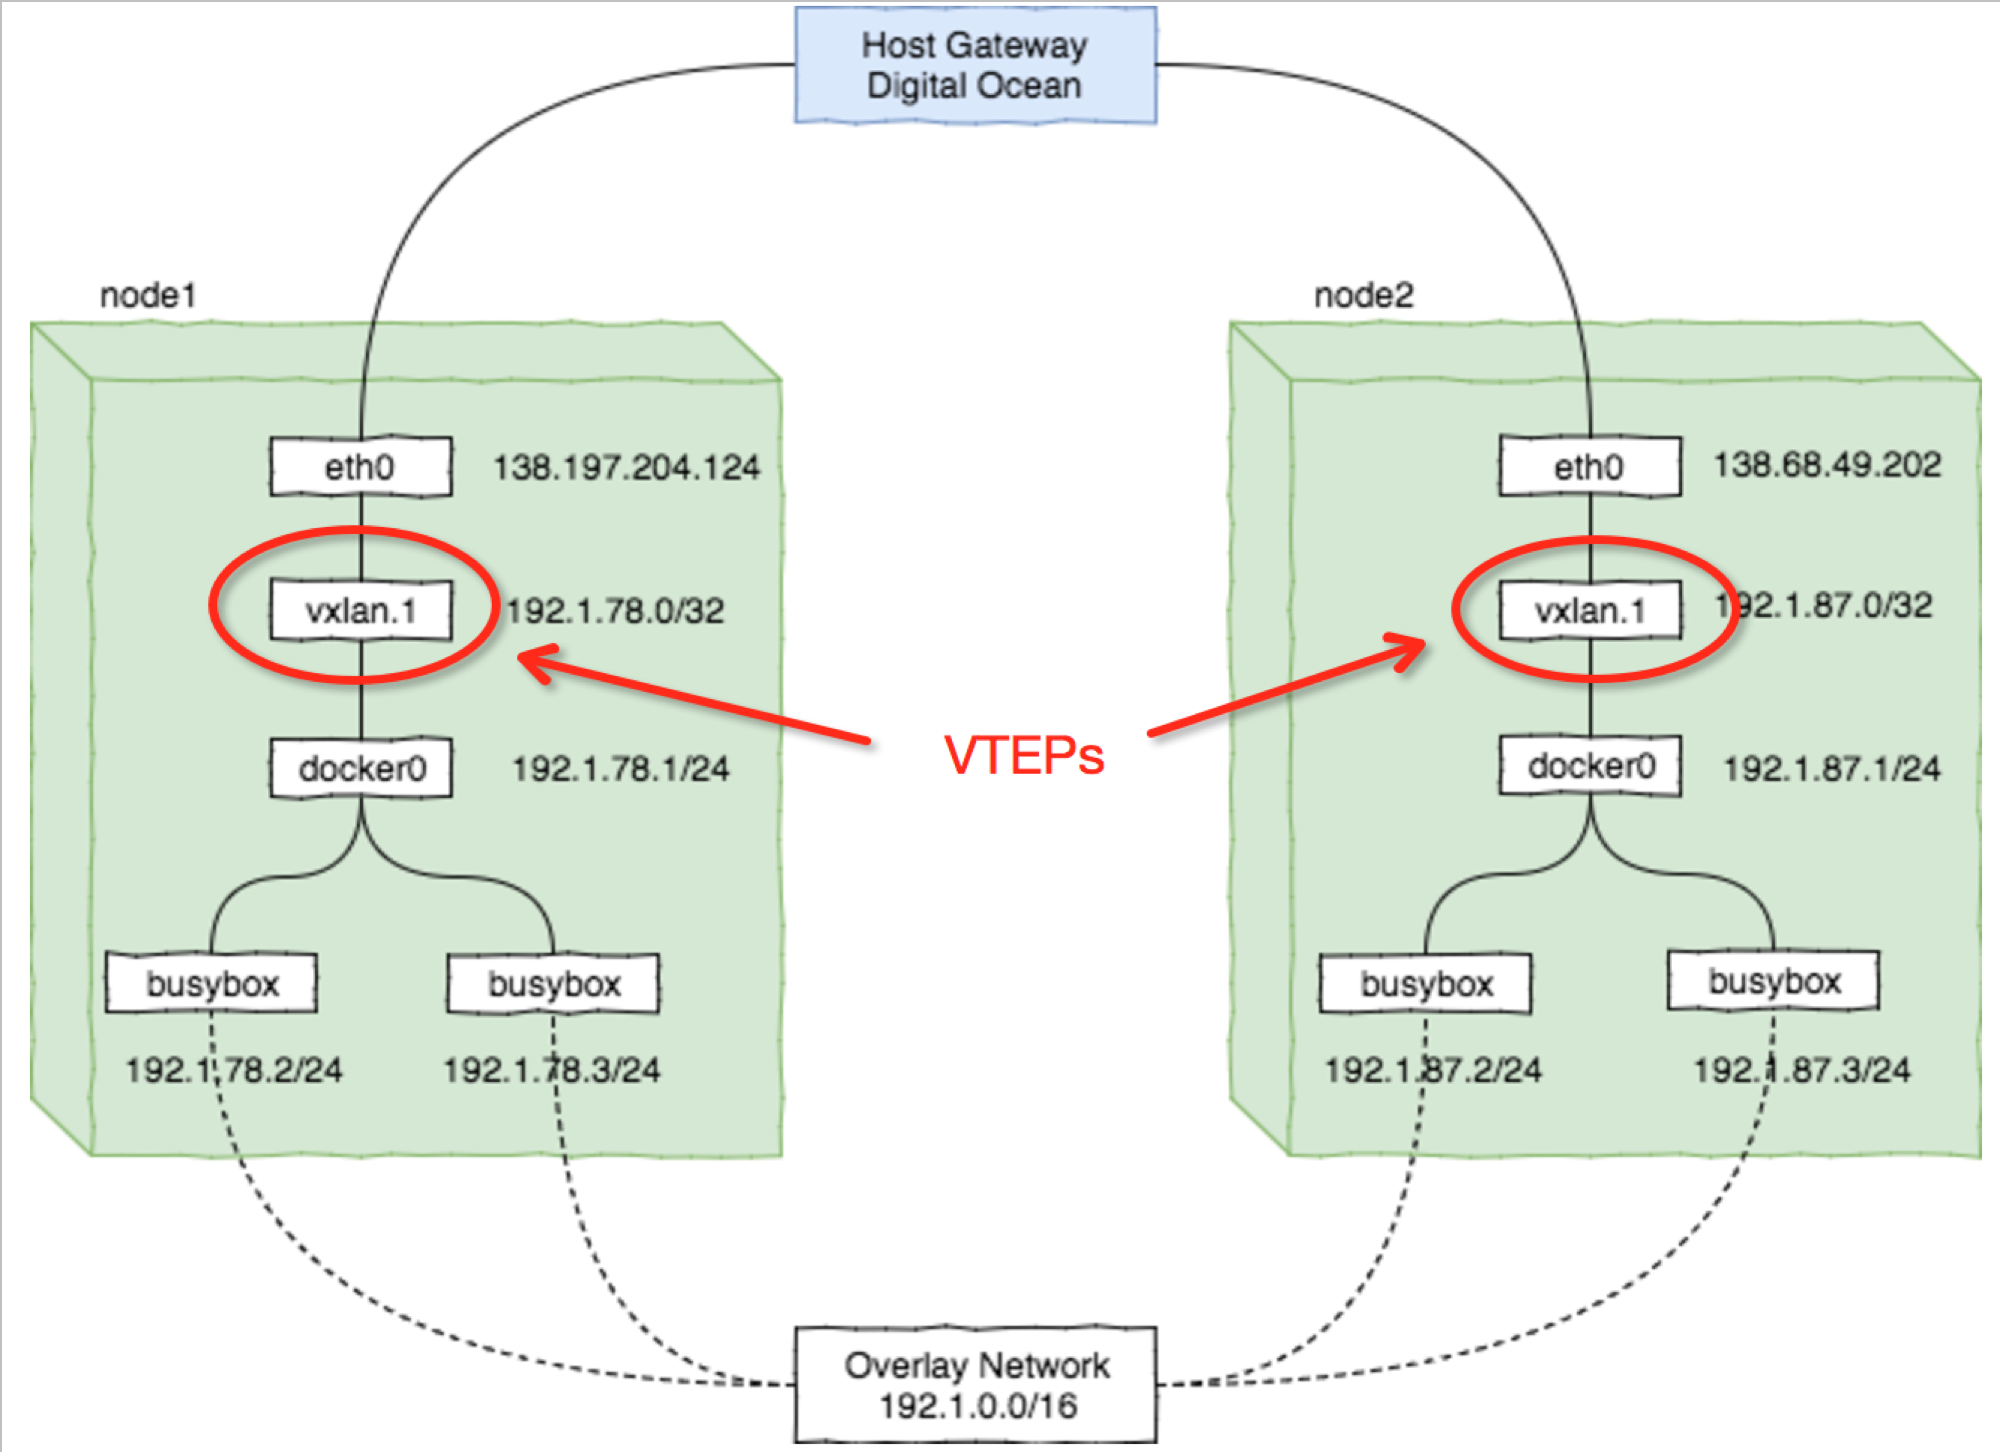 Host Gateway
Digital Ocean
node1
node2
eth0
138.197.204.124
eth0
138.68.49.202
vxlan.1
192.1.78.0/32
vxlan.1
192.1.87.0/32
VTEPs
docker0
192.1.78.1/24
docker0
192.1.87.1/24
busybox
busybox
busybox
busybox
192.1.78.2/24
192.1.78.3/24
192.1.87.2/24
192.1.87.3/24
Overlay Network
192.1.0.0/16